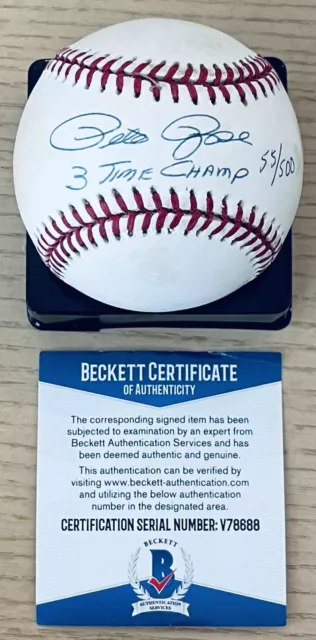 Pete Rose
3 TIME CHAMP 55/500
BECKETT CERTIFICATE
OF AUTHENTICITY
The corresponding signed item has been
subjected to examination by an expert from
Beckett Authentication Services and has
been deemed authentic and genuine.
This authentication can be verified by
visiting www.beckett-authentication.com
and utilizing the below authentication
number in the designated area.
CERTIFICATION SERIAL NUMBER: V78688
BECKETT
B
AUTHENTICATION
SERVICES